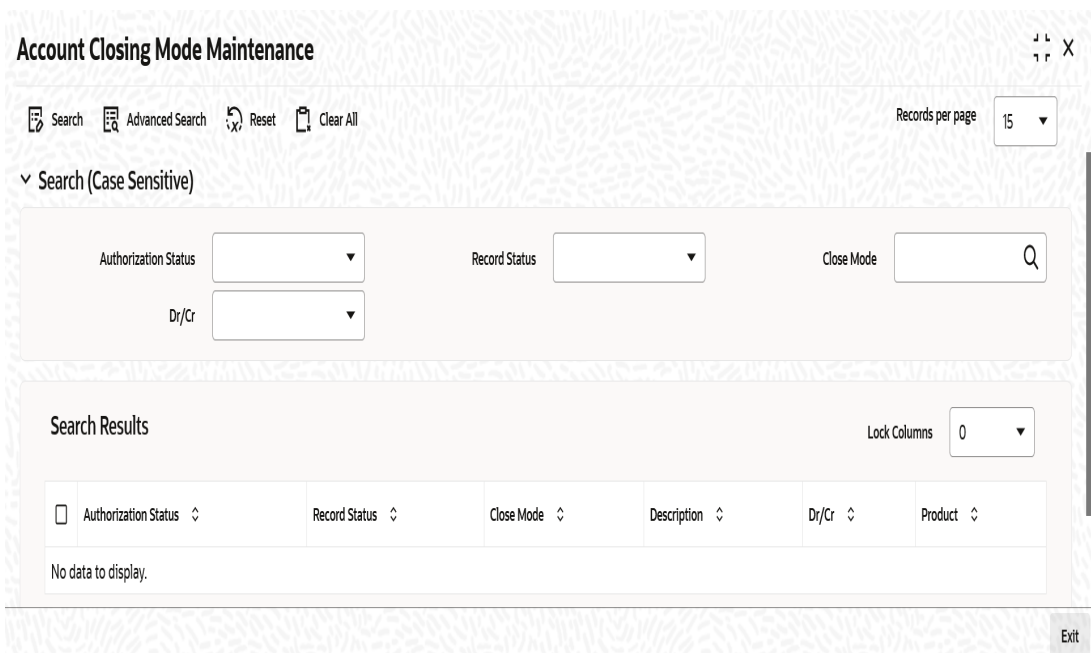 Account Closing Mode Maintenance
Search Advanced Search Reset Clear All Records per page 15
Search (Case Sensitive)
Authorization Status Record Status Close Mode
Dr/Cr
Search Results Lock Columns 0
Authorization Status Record Status Close Mode Description Dr/Cr Product
No data to display.
Exit